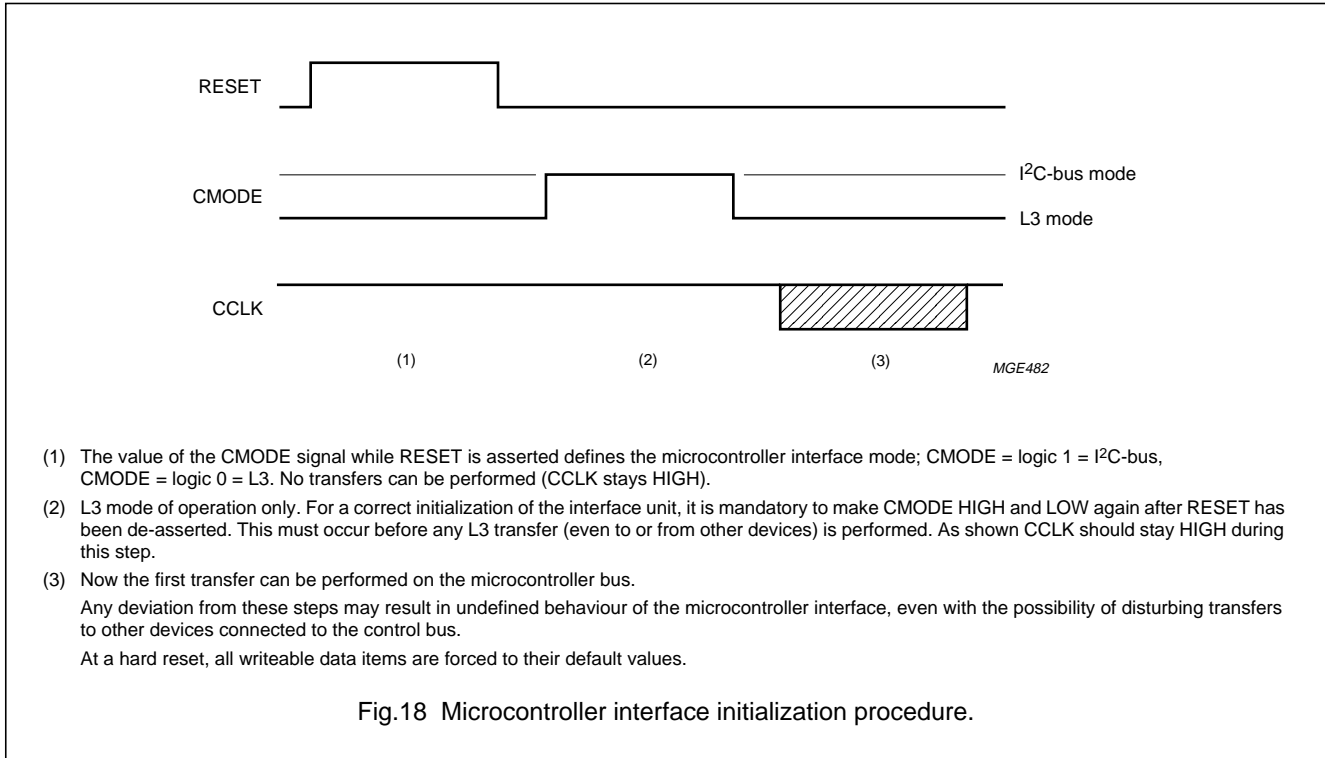 RESET
I²C-bus mode
CMODE
L3 mode
CCLK
(1) (2) (3)
MGE482
(1) The value of the CMODE signal while RESET is asserted defines the microcontroller interface mode; CMODE = logic 1 = I²C-bus,
CMODE = logic 0 = L3. No transfers can be performed (CCLK stays HIGH).
(2) L3 mode of operation only. For a correct initialization of the interface unit, it is mandatory to make CMODE HIGH and LOW again after RESET has
been de-asserted. This must occur before any L3 transfer (even to or from other devices) is performed. As shown CCLK should stay HIGH during
this step.
(3) Now the first transfer can be performed on the microcontroller bus.
Any deviation from these steps may result in undefined behaviour of the microcontroller interface, even with the possibility of disturbing transfers
to other devices connected to the control bus.
At a hard reset, all writeable data items are forced to their default values.
Fig.18 Microcontroller interface initialization procedure.